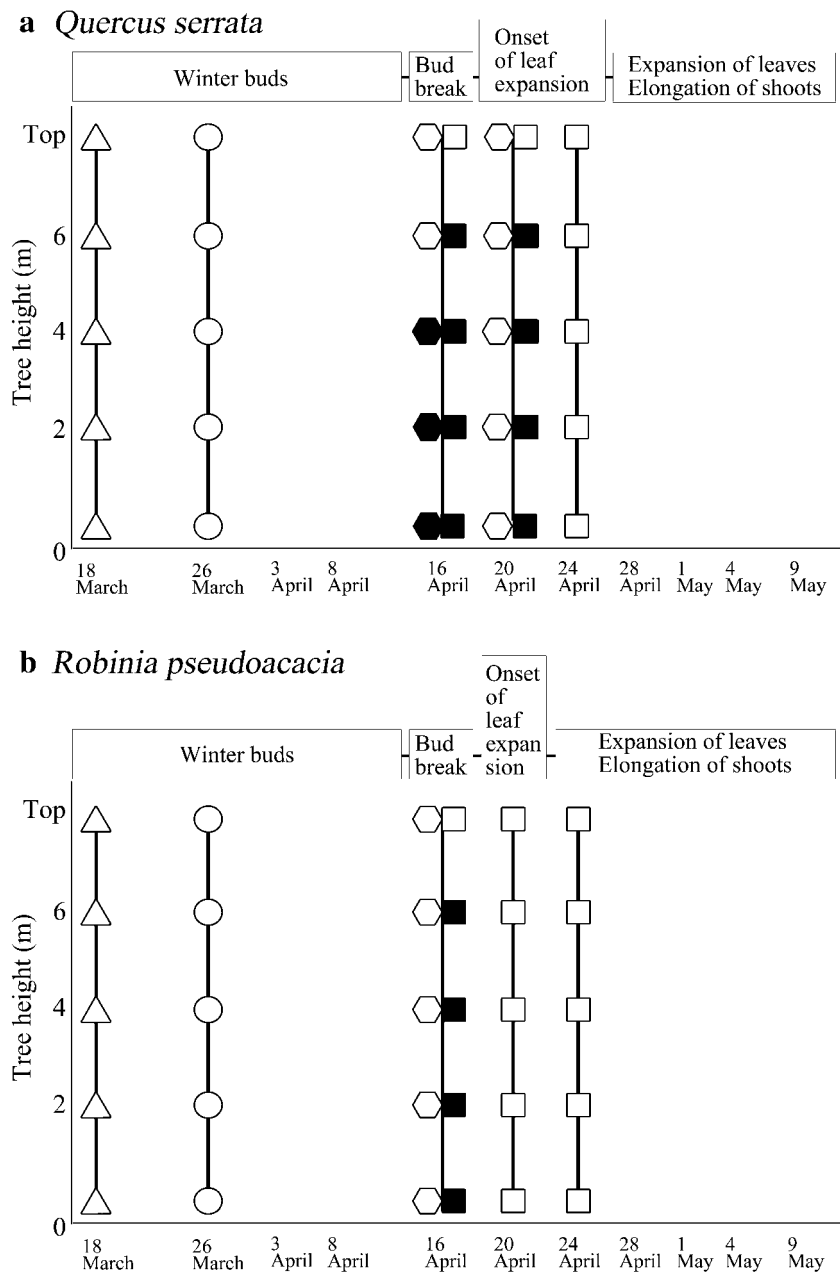 a Quercus serrata
Winter buds
Bud
break
Onset
of leaf
expansion
Expansion of leaves
Elongation of shoots
Tree height (m)
Top
6
4
2
0
18
March
26
March
3
April
8
April
16
April
20
April
24
April
28
April
1
May
4
May
9
May
b Robinia pseudoacacia
Winter buds
Bud
break
Onset
of
leaf
expan
sion
Expansion of leaves
Elongation of shoots
Tree height (m)
Top
6
4
2
0
18
March
26
March
3
April
8
April
16
April
20
April
24
April
28
April
1
May
4
May
9
May